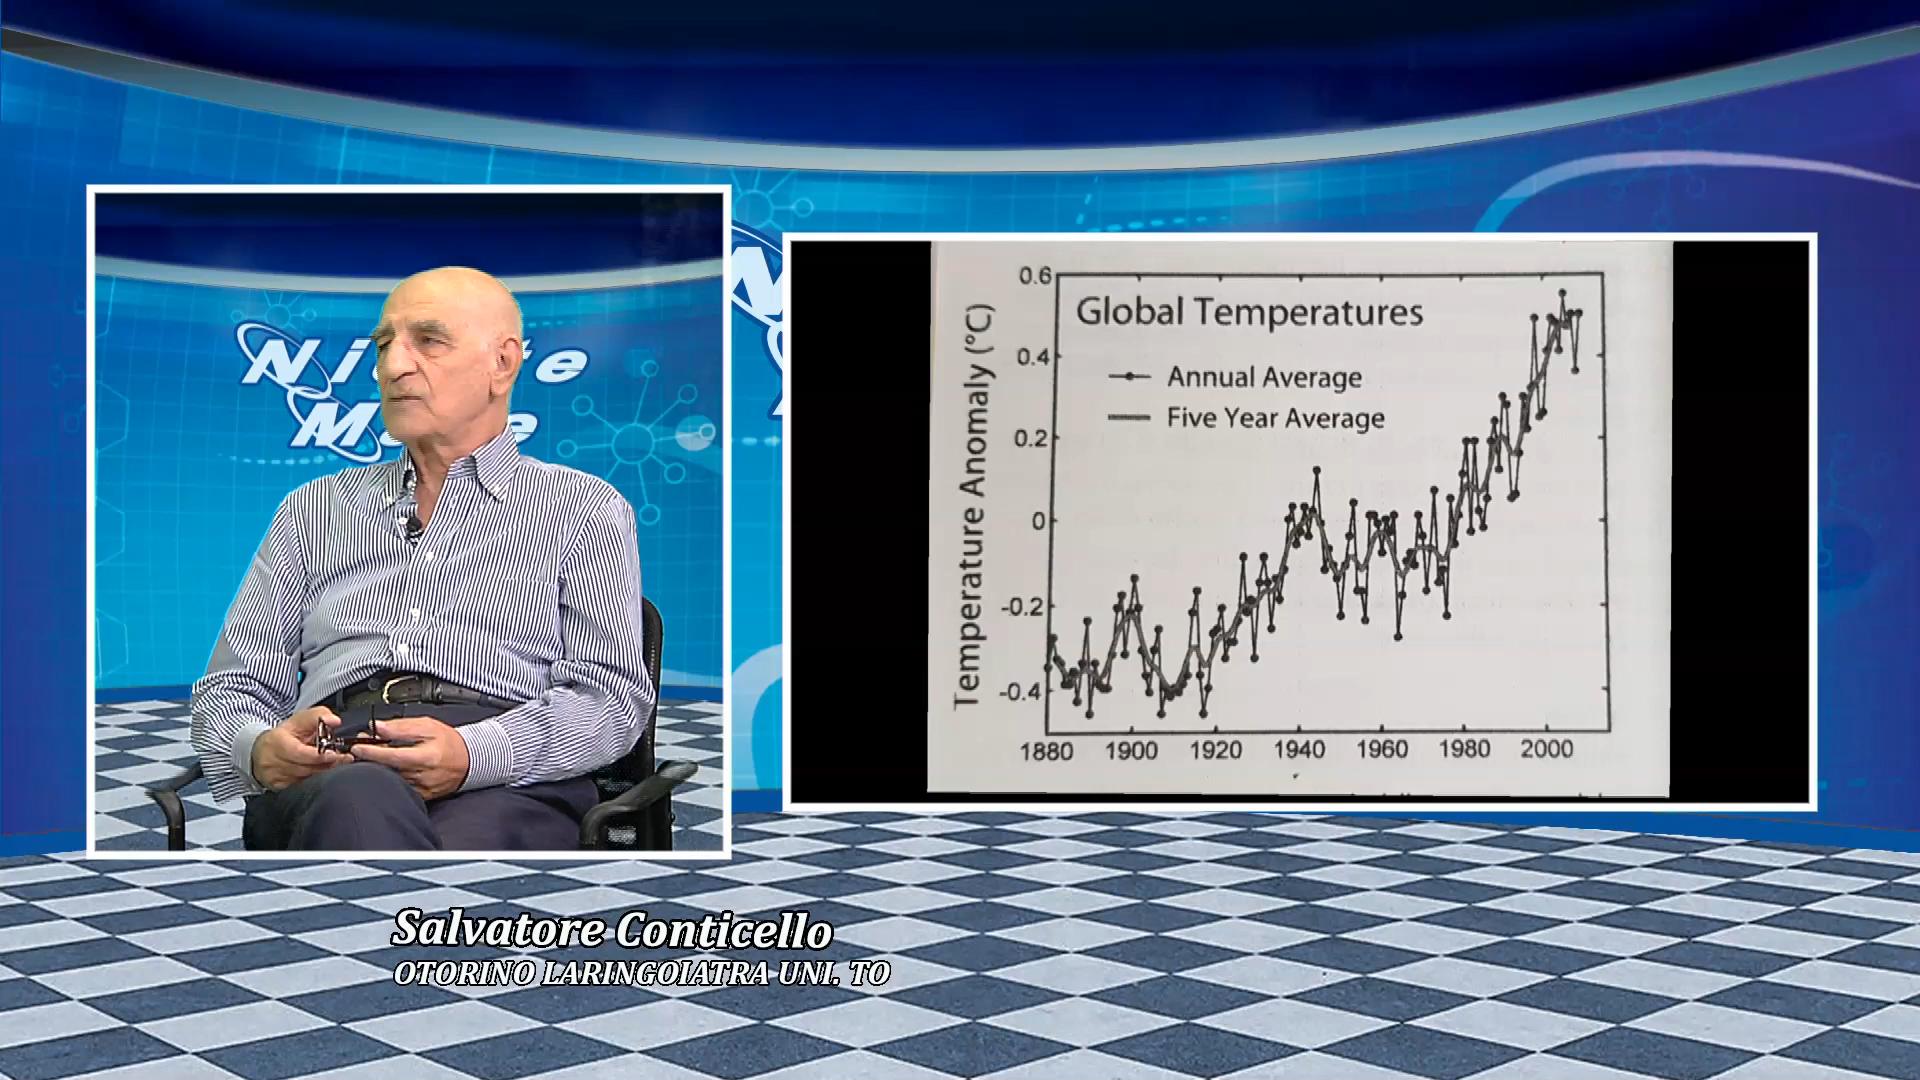 Salvatore Conticello
OTORINO LARINGOIATRA UNI. TO
Global Temperatures
Annual Average
Five Year Average
Temperature Anomaly (°C)
0.6
0.4
0.2
0
-0.2
-0.4
1880 1900 1920 1940 1960 1980 2000